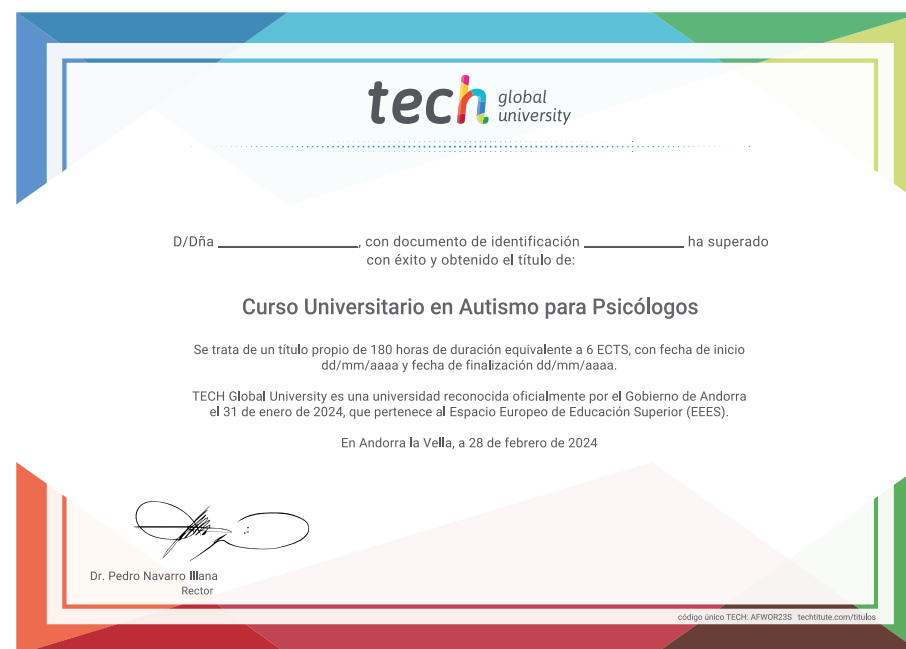 tech global university
D/Dña ____________________, con documento de identificación ______________ ha superado
con éxito y obtenido el título de:
Curso Universitario en Autismo para Psicólogos
Se trata de un título propio de 180 horas de duración equivalente a 6 ECTS, con fecha de inicio
dd/mm/aaaa y fecha de finalización dd/mm/aaaa.
TECH Global University es una universidad reconocida oficialmente por el Gobierno de Andorra
el 31 de enero de 2024, que pertenece al Espacio Europeo de Educación Superior (EEES).
En Andorra la Vella, a 28 de febrero de 2024
Dr. Pedro Navarro Illana
Rector
código único TECH: AFWOR23S techtitute.com/titulos